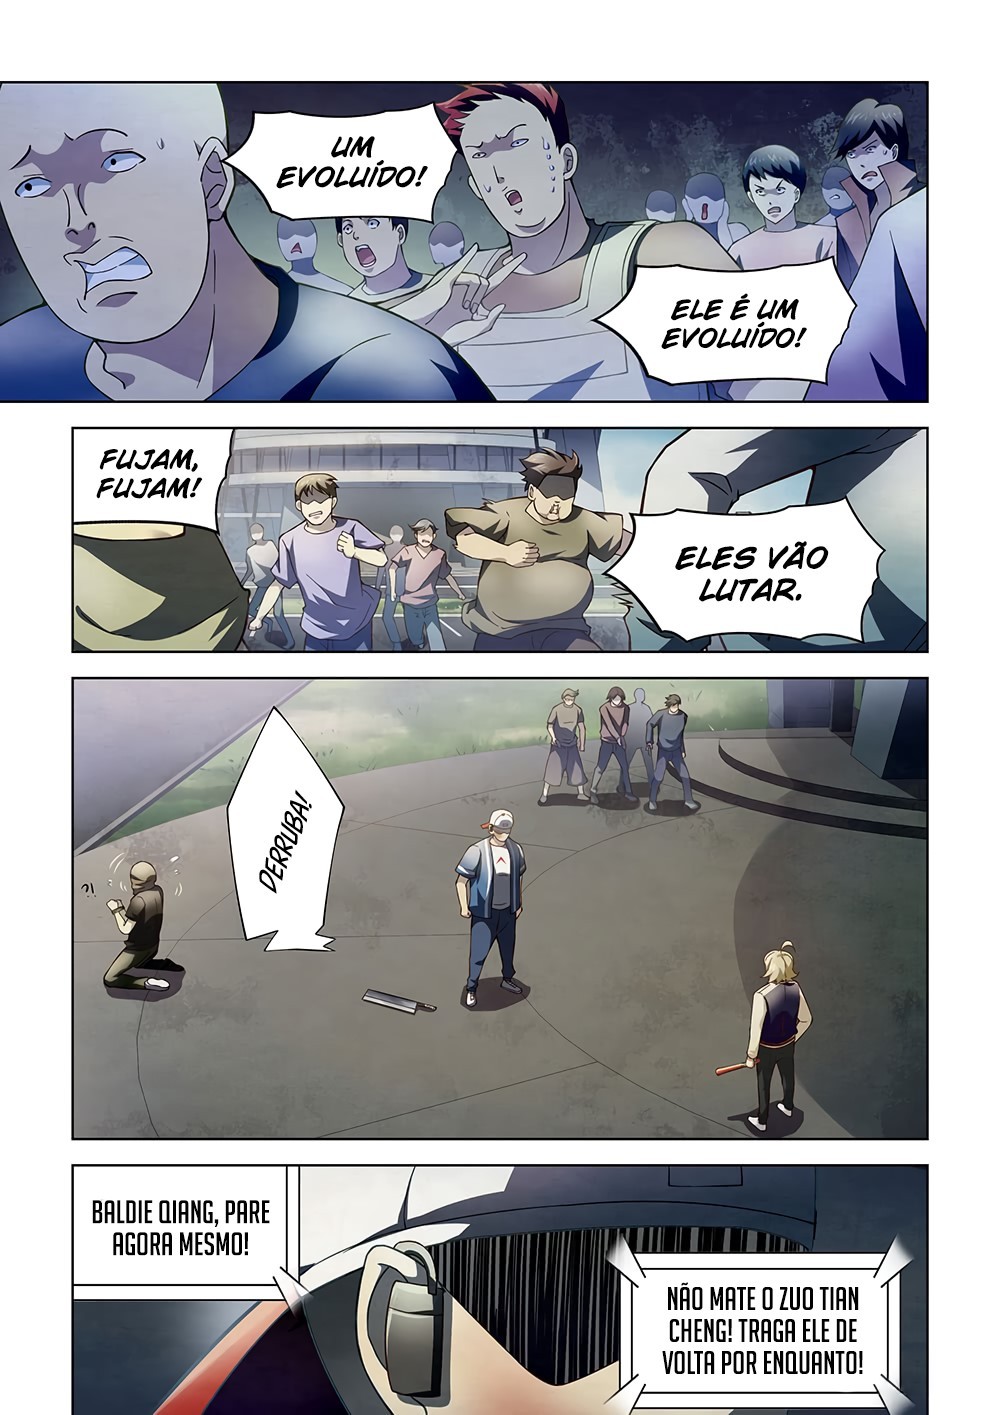 UM
EVOLUÍDO!
ELE É UM
EVOLUÍDO!
FUJAM,
FUJAM!
ELES VÃO
LUTAR.
DERRUBA!
?!
BALDIE QIANG, PARE
AGORA MESMO!
NÃO MATE O ZUO TIAN
CHENG! TRAGA ELE DE
VOLTA POR ENQUANTO!